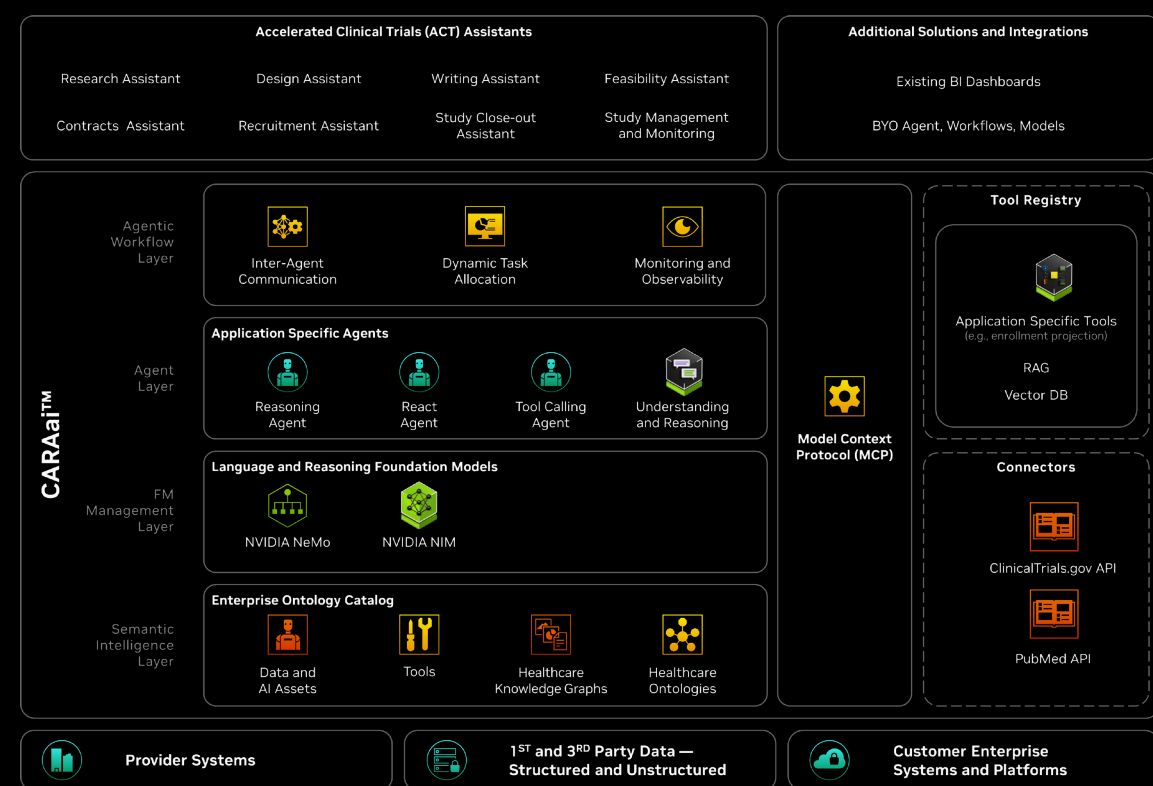 Accelerated Clinical Trials (ACT) Assistants
Research Assistant
Design Assistant
Writing Assistant
Feasibility Assistant
Contracts Assistant
Recruitment Assistant
Study Close-out
Assistant
Study Management
and Monitoring
Additional Solutions and Integrations
Existing BI Dashboards
BYO Agent, Workflows, Models
CARAai™
Agentic
Workflow
Layer
Inter-Agent
Communication
Dynamic Task
Allocation
Monitoring and
Observability
Agent
Layer
Application Specific Agents
Reasoning
Agent
React
Agent
Tool Calling
Agent
Understanding
and Reasoning
FM
Management
Layer
Language and Reasoning Foundation Models
NVIDIA NeMo
NVIDIA NIM
Semantic
Intelligence
Layer
Enterprise Ontology Catalog
Data and
AI Assets
Tools
Healthcare
Knowledge Graphs
Healthcare
Ontologies
Model Context
Protocol (MCP)
Tool Registry
Application Specific Tools
(e.g., enrollment projection)
RAG
Vector DB
Connectors
ClinicalTrials.gov API
PubMed API
Provider Systems
1ST and 3RD Party Data —
Structured and Unstructured
Customer Enterprise
Systems and Platforms